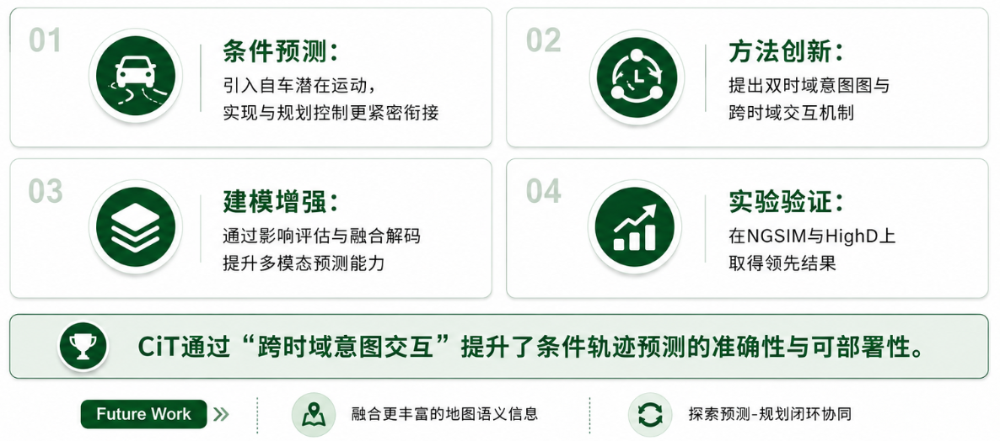 01
条件预测：
引入自车潜在运动，
实现与规划控制更紧密衔接
02
方法创新：
提出双时域意图图与
跨时域交互机制
03
建模增强：
通过影响评估与融合解码
提升多模态预测能力
04
实验验证：
在NGSIM与HighD上
取得领先结果
CiT通过“跨时域意图交互”提升了条件轨迹预测的准确性与可部署性。
Future Work
融合更丰富的地图语义信息
探索预测-规划闭环协同